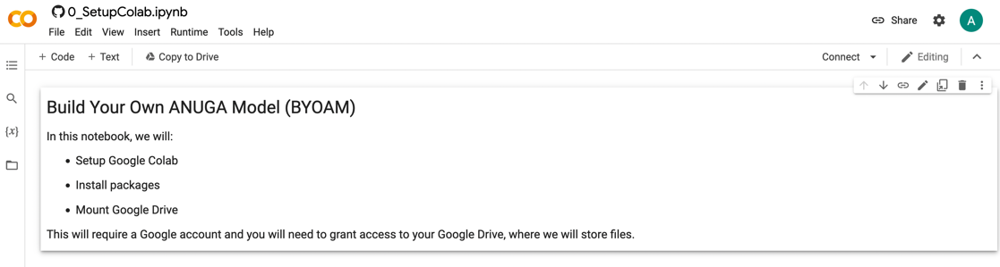 0_SetupColab.ipynb
File Edit View Insert Runtime Tools Help
Share
A
+ Code + Text Copy to Drive
Connect
Editing
{x}
Build Your Own ANUGA Model (BYOAM)
In this notebook, we will:
• Setup Google Colab
• Install packages
• Mount Google Drive
This will require a Google account and you will need to grant access to your Google Drive, where we will store files.